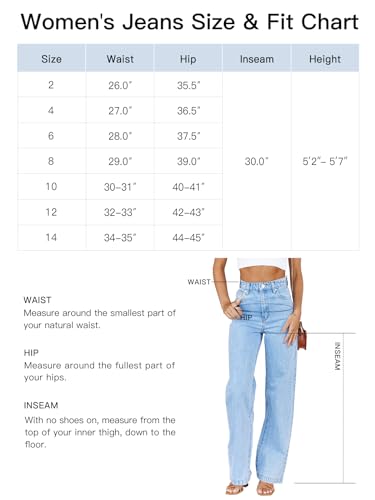 Women's Jeans Size & Fit Chart
Size Waist Hip Inseam Height
2 26.0" 35.5"
4 27.0" 36.5"
6 28.0" 37.5"
8 29.0" 39.0" 30.0" 5'2"– 5'7"
10 30–31" 40–41"
12 32–33" 42–43"
14 34–35" 44–45"
WAIST
WAIST
Measure around the smallest part of
your natural waist.
HIP
HIP
Measure around the fullest part of
your hips.
INSEAM
INSEAM
With no shoes on, measure from the
top of your inner thigh, down to the
floor.